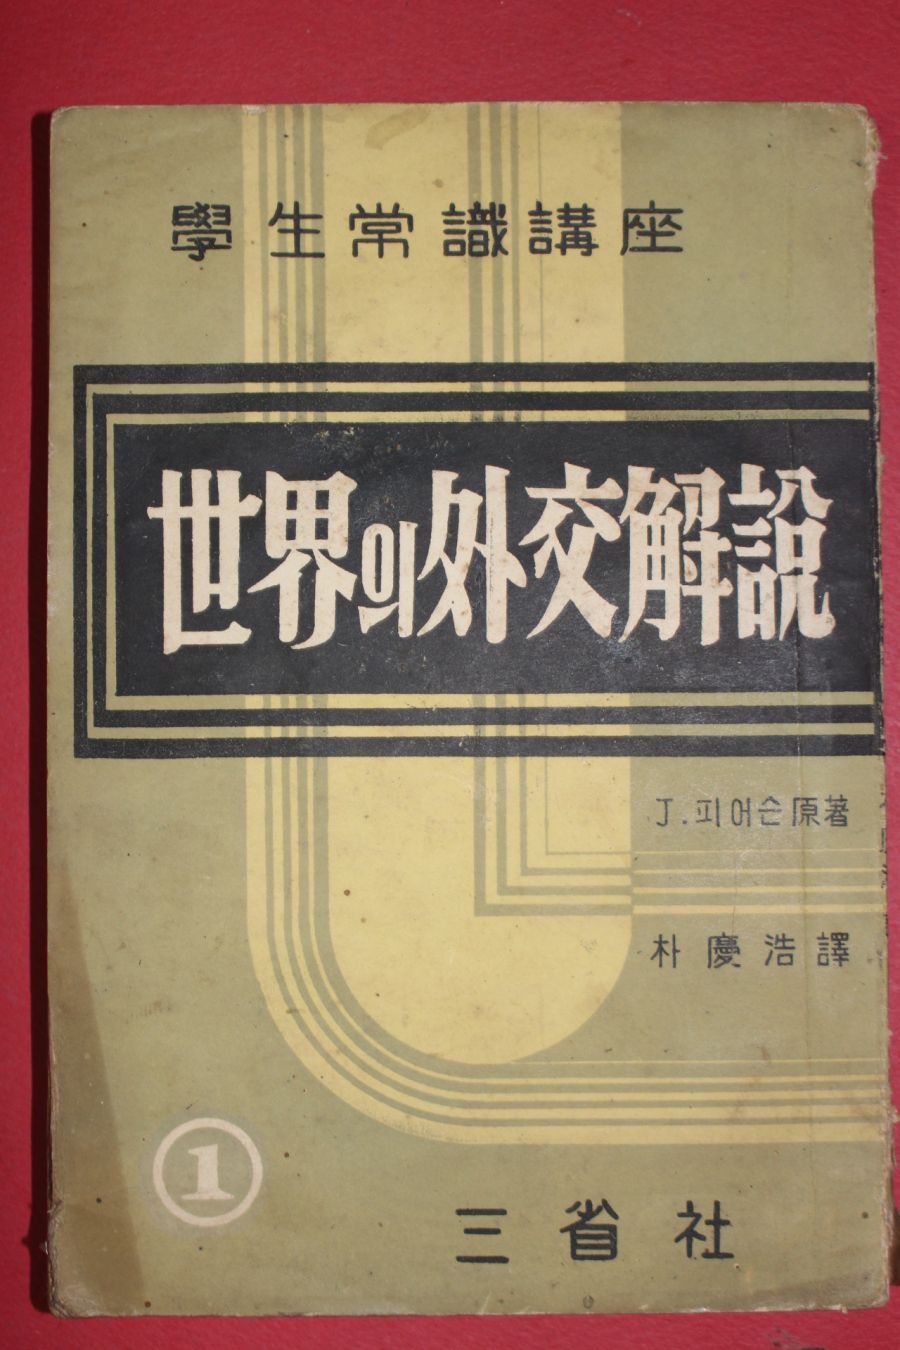 學生常識講座
世界의外交解說
J.피어슨原著
朴慶浩譯
1
三省社